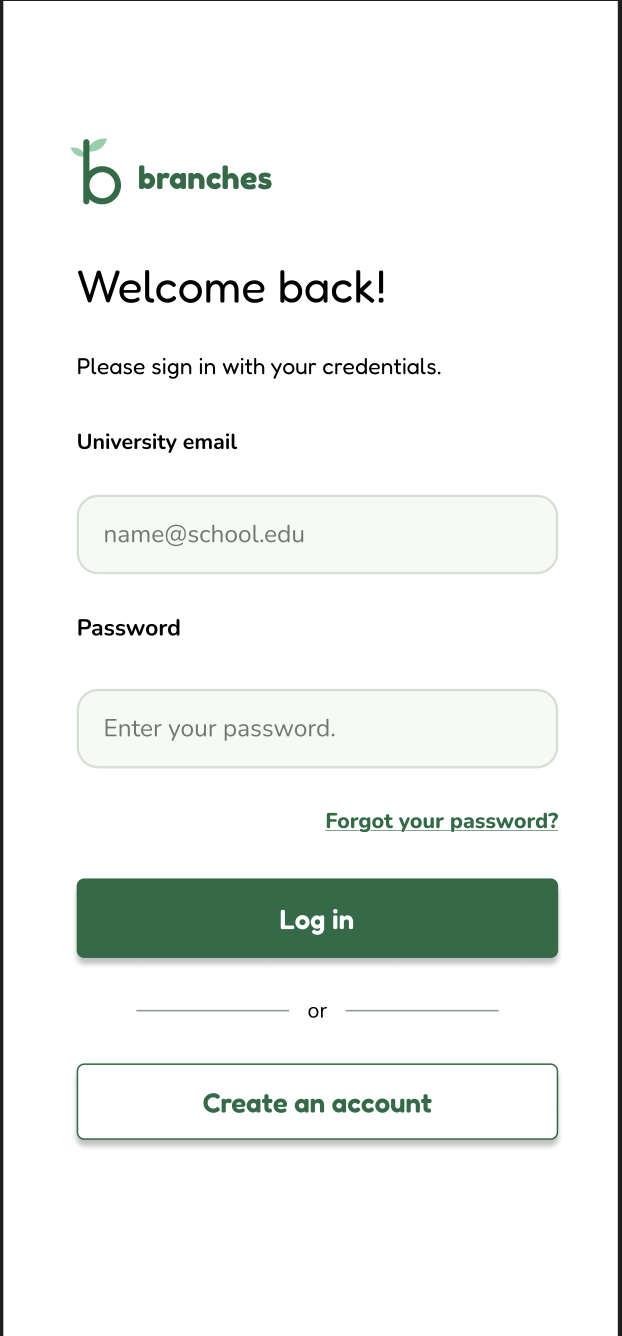 branches
Welcome back!
Please sign in with your credentials.
University email
name@school.edu
Password
Enter your password.
Forgot your password?
Log in
or
Create an account